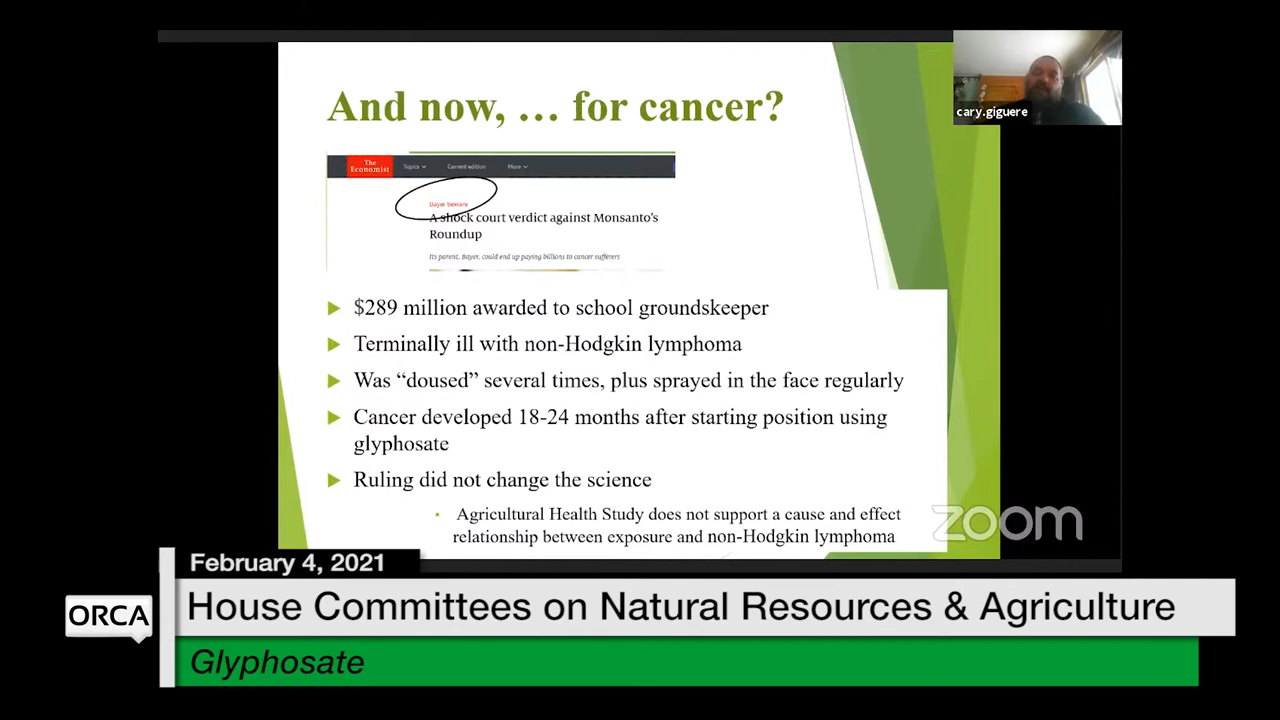 And now, … for cancer?
cary.giguere
The
Economist
Topics
Current edition
More
Bayer beware
A shock court verdict against Monsanto's
Roundup
Its parent, Bayer, could end up paying billions to cancer sufferers
$289 million awarded to school groundskeeper
Terminally ill with non-Hodgkin lymphoma
Was “doused” several times, plus sprayed in the face regularly
Cancer developed 18-24 months after starting position using
glyphosate
Ruling did not change the science
Agricultural Health Study does not support a cause and effect
relationship between exposure and non-Hodgkin lymphoma
zoom
February 4, 2021
ORCA
House Committees on Natural Resources & Agriculture
Glyphosate